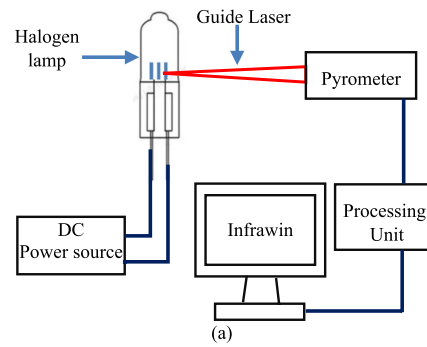 Guide Laser
Halogen
lamp
Pyrometer
DC
Power source
Infrawin
Processing
Unit
(a)